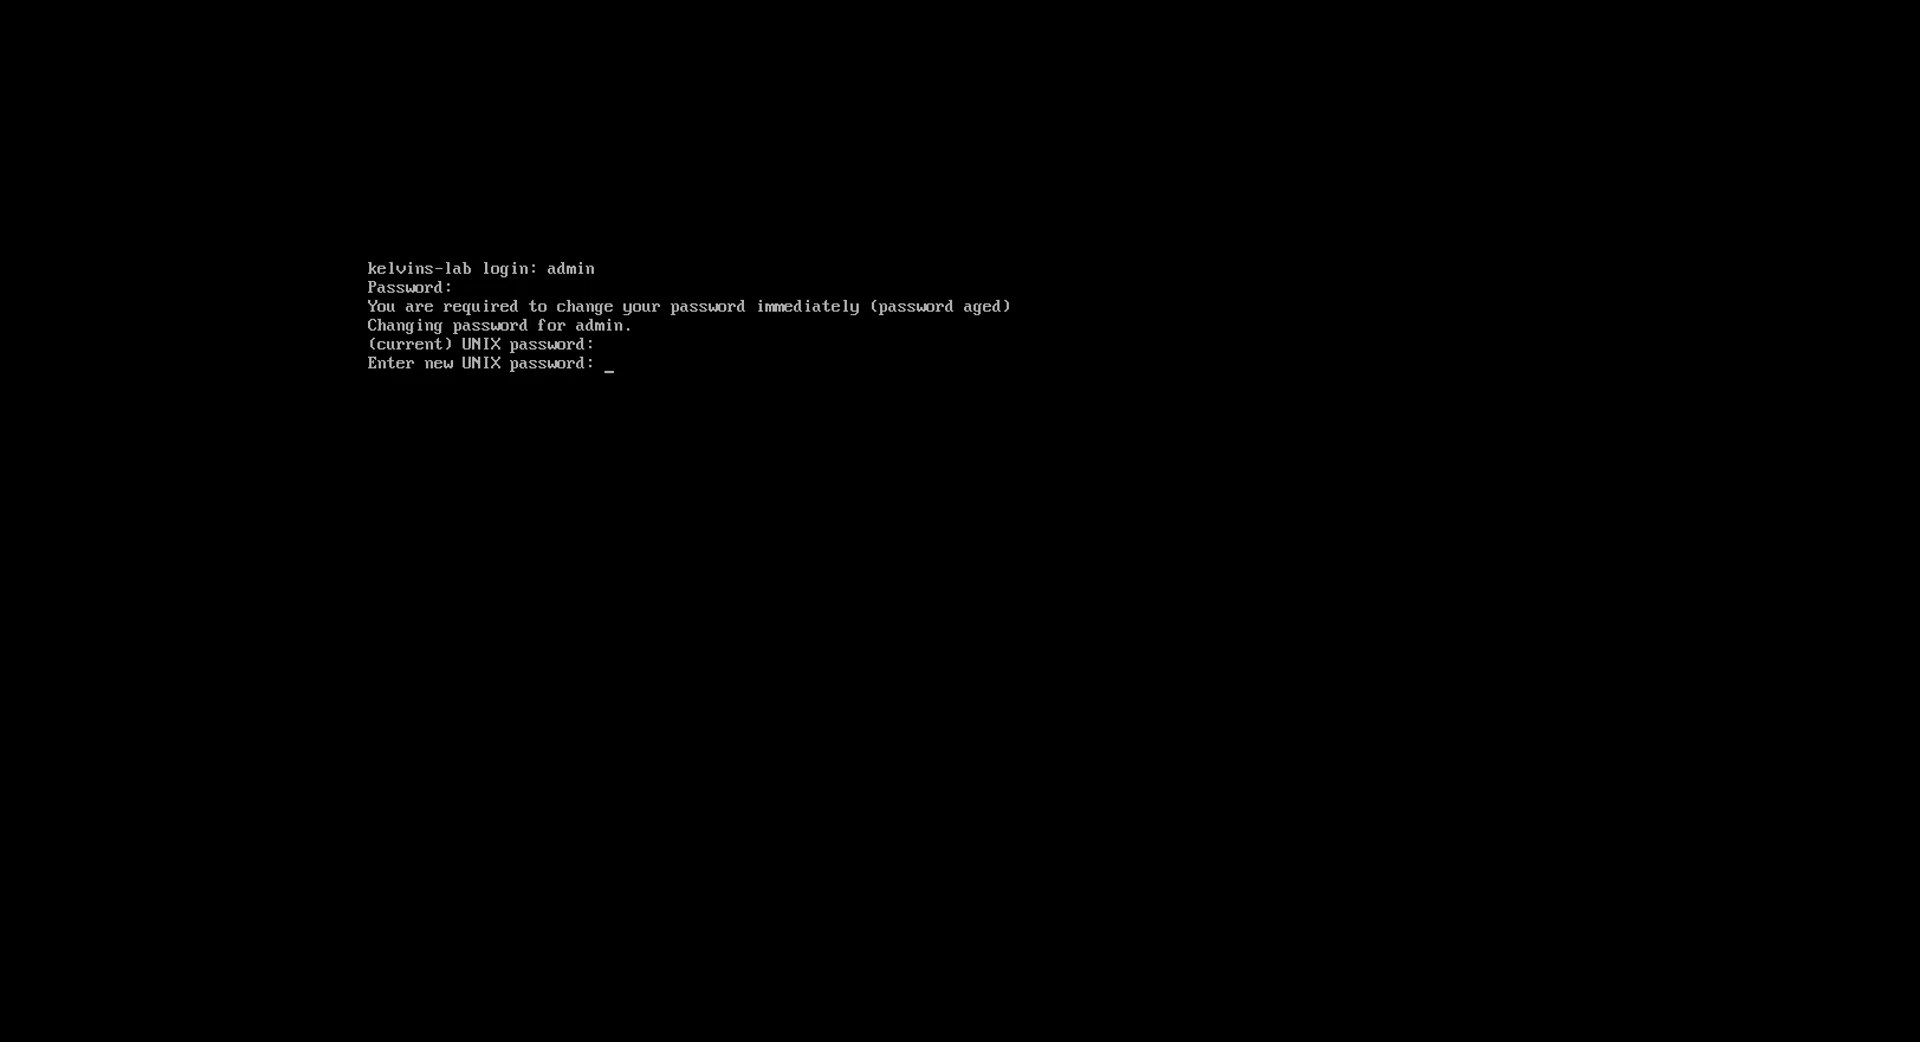 kelvins-lab login: admin
Password:
You are required to change your password immediately (password aged)
Changing password for admin.
(current) UNIX password:
Enter new UNIX password: _